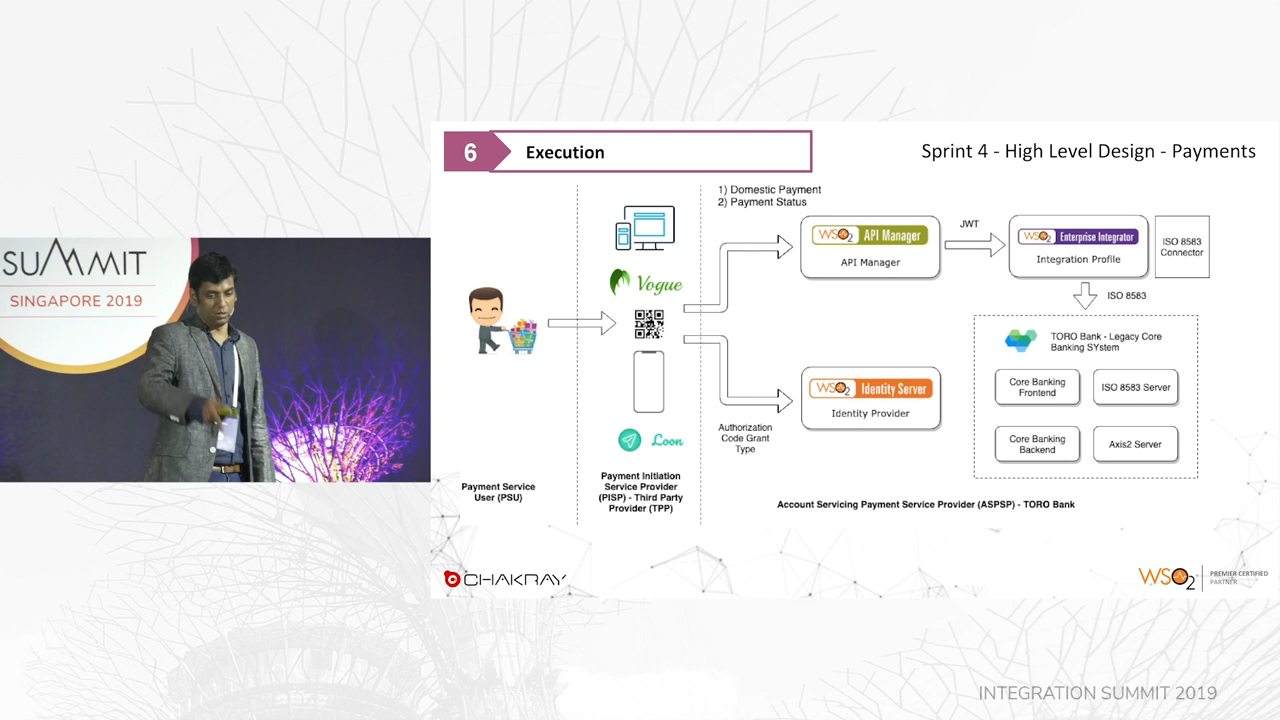 SUMMIT
SINGAPORE 2019
6
Execution
Sprint 4 - High Level Design - Payments
1) Domestic Payment
2) Payment Status
WSO2 API Manager
API Manager
JWT
WSO2 Enterprise Integrator
Integration Profile
ISO 8583
Connector
ISO 8583
Vogue
TORO Bank - Legacy Core
Banking SYstem
Core Banking
Frontend
ISO 8583 Server
Core Banking
Backend
Axis2 Server
WSO2 Identity Server
Identity Provider
Authorization
Code Grant
Type
Loon
Payment Service
User (PSU)
Payment Initiation
Service Provider
(PISP) - Third Party
Provider (TPP)
Account Servicing Payment Service Provider (ASPSP) - TORO Bank
CHAKRAY
WSO2
PREMIER CERTIFIED
PARTNER
INTEGRATION SUMMIT 2019